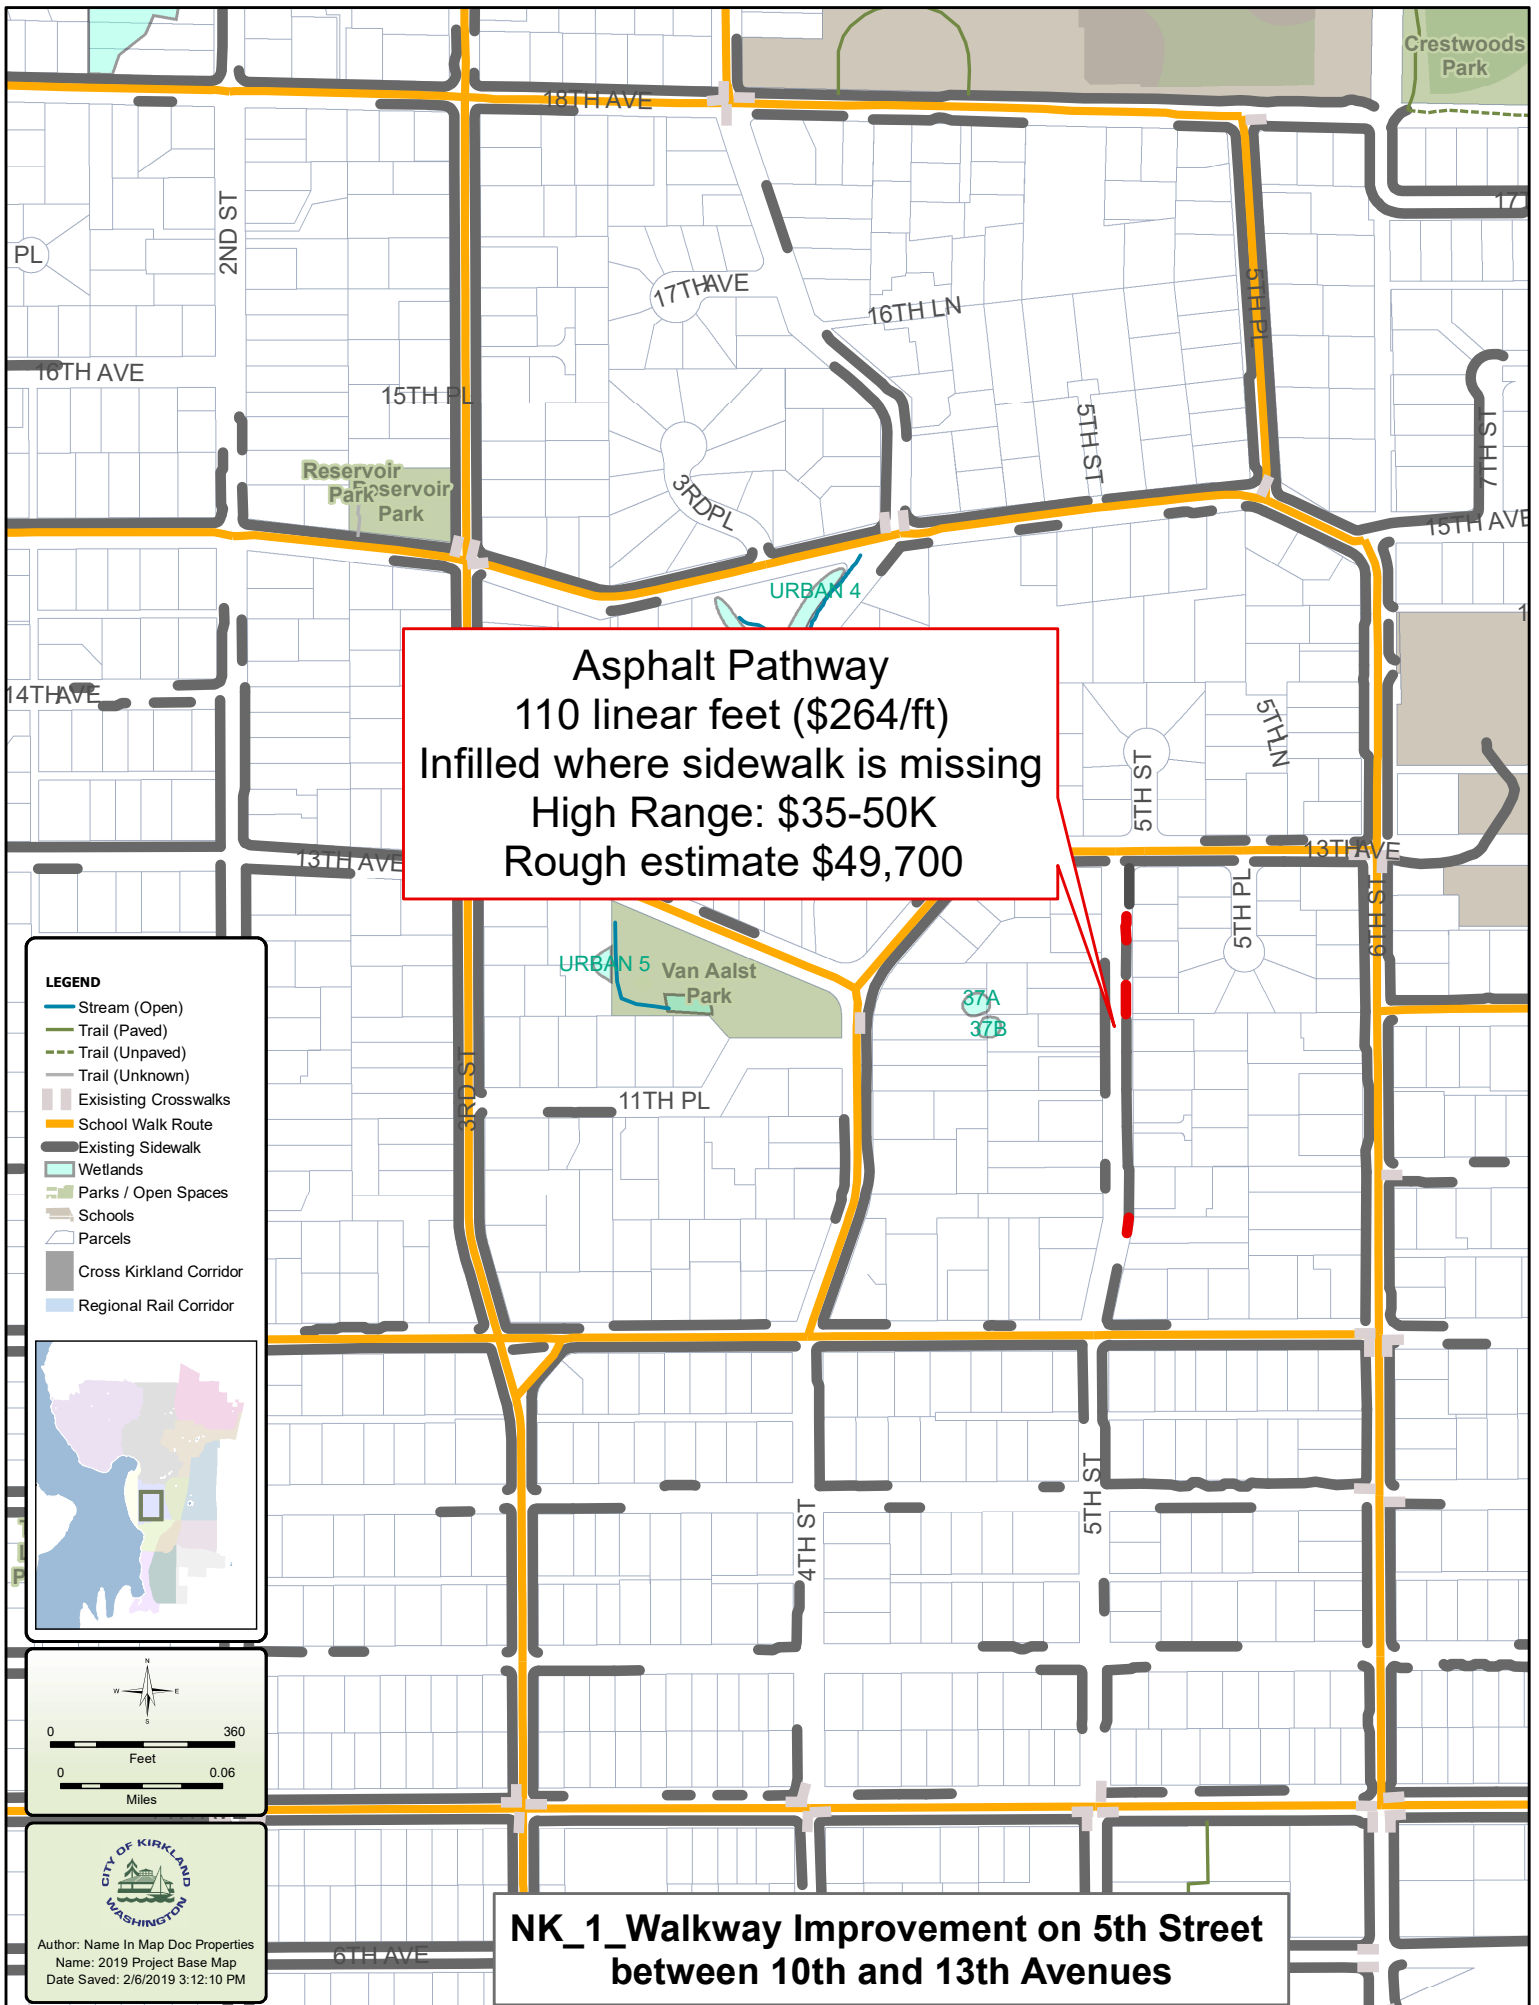 Crestwoods
Park
18TH AVE
2ND ST
PL
17TH AVE
16TH LN
5TH PL
16TH AVE
15TH PL
5TH ST
7TH ST
Reservoir
Park
Reservoir
Park
3RD PL
15TH AVE
URBAN 4
14TH AVE
Asphalt Pathway
110 linear feet ($264/ft)
Infilled where sidewalk is missing
High Range: $35-50K
Rough estimate $49,700
5TH LN
5TH ST
13TH AVE
13TH AVE
5TH PL
6TH ST
URBAN 5
Van Aalst
Park
37A
37B
3RD ST
11TH PL
LEGEND
Stream (Open)
Trail (Paved)
Trail (Unpaved)
Trail (Unknown)
Exisisting Crosswalks
School Walk Route
Existing Sidewalk
Wetlands
Parks / Open Spaces
Schools
Parcels
Cross Kirkland Corridor
Regional Rail Corridor
4TH ST
5TH ST
N
W E
S
0 360
Feet
0 0.06
Miles
CITY OF KIRKLAND
WASHINGTON
Author: Name In Map Doc Properties
Name: 2019 Project Base Map
Date Saved: 2/6/2019 3:12:10 PM
6TH AVE
NK_1_Walkway Improvement on 5th Street
between 10th and 13th Avenues